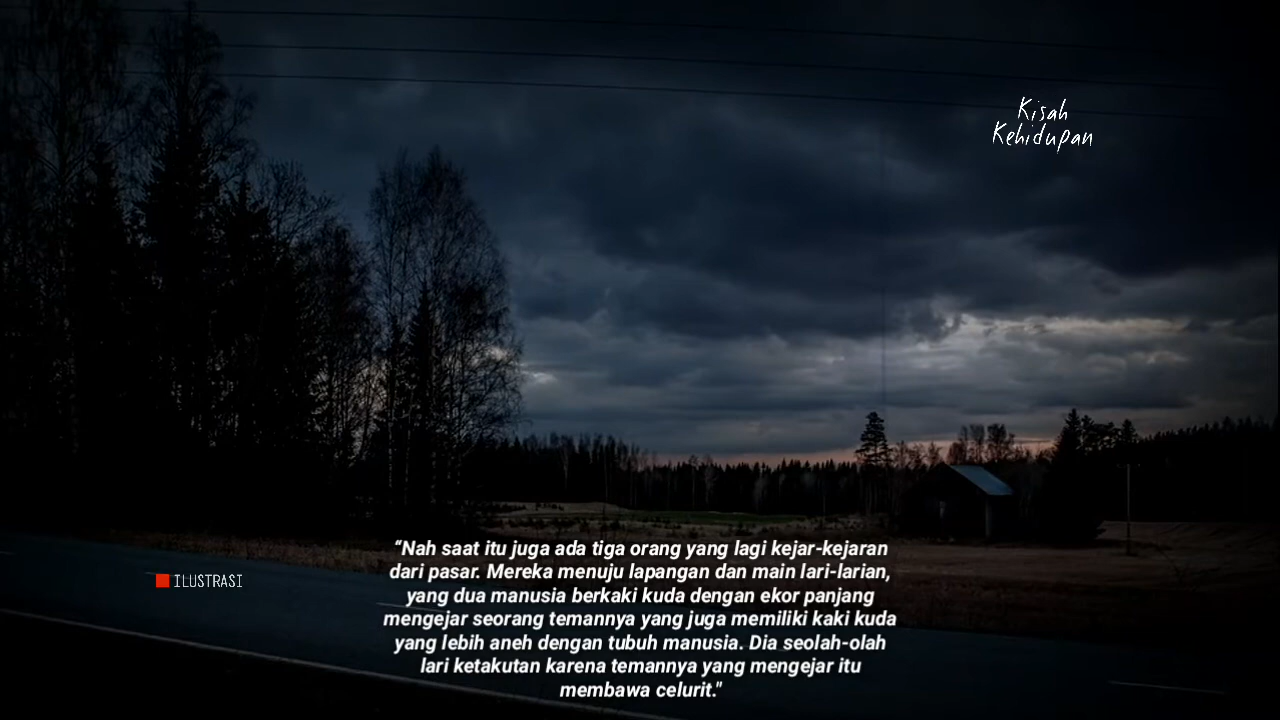 Kisah
Kehidupan
"Nah saat itu juga ada tiga orang yang lagi kejar-kejaran
dari pasar. Mereka menuju lapangan dan main lari-larian,
yang dua manusia berkaki kuda dengan ekor panjang
mengejar seorang temannya yang juga memiliki kaki kuda
yang lebih aneh dengan tubuh manusia. Dia seolah-olah
lari ketakutan karena temannya yang mengejar itu
membawa celurit."
ILUSTRASI